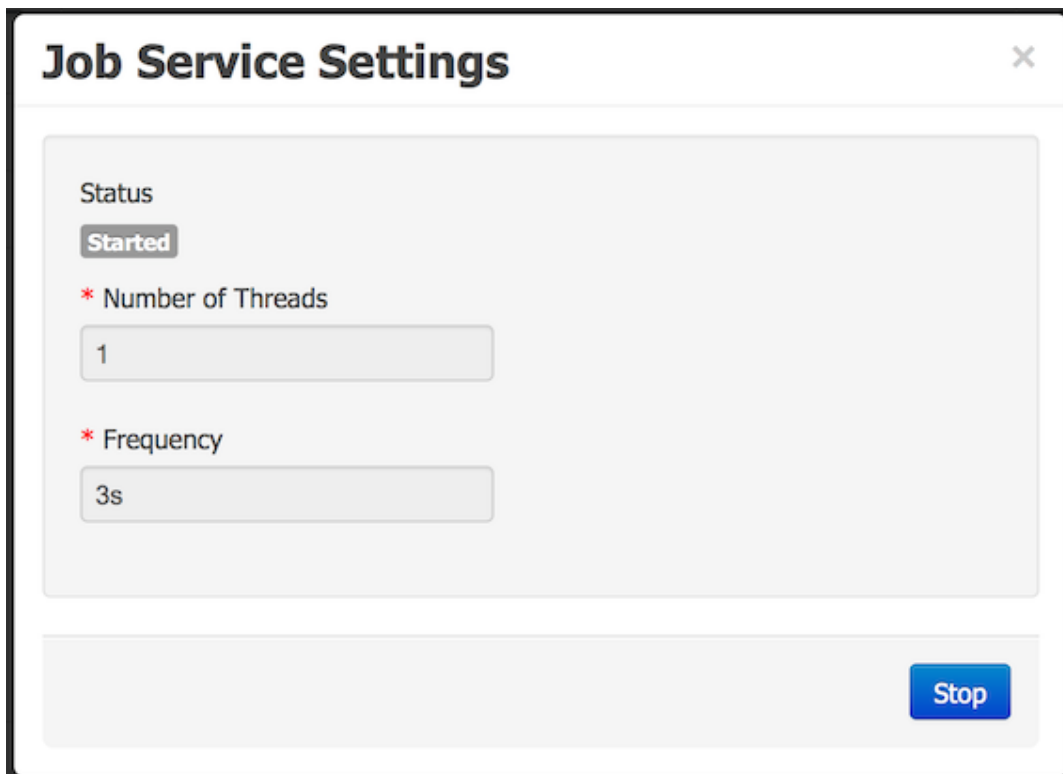 Job Service Settings ×
Status
Started
* Number of Threads
1
* Frequency
3s
Stop